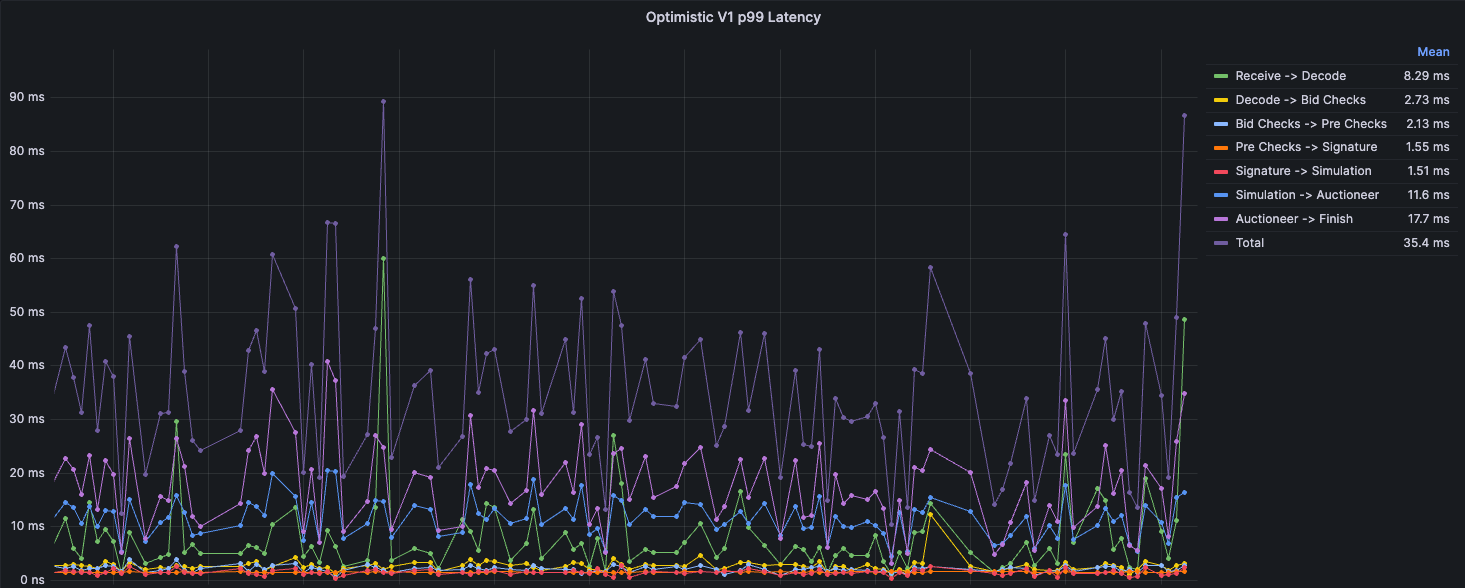 Optimistic V1 p99 Latency
Mean
Receive -> Decode 8.29 ms
Decode -> Bid Checks 2.73 ms
Bid Checks -> Pre Checks 2.13 ms
Pre Checks -> Signature 1.55 ms
Signature -> Simulation 1.51 ms
Simulation -> Auctioneer 11.6 ms
Auctioneer -> Finish 17.7 ms
Total 35.4 ms
90 ms
80 ms
70 ms
60 ms
50 ms
40 ms
30 ms
20 ms
10 ms
0 ns